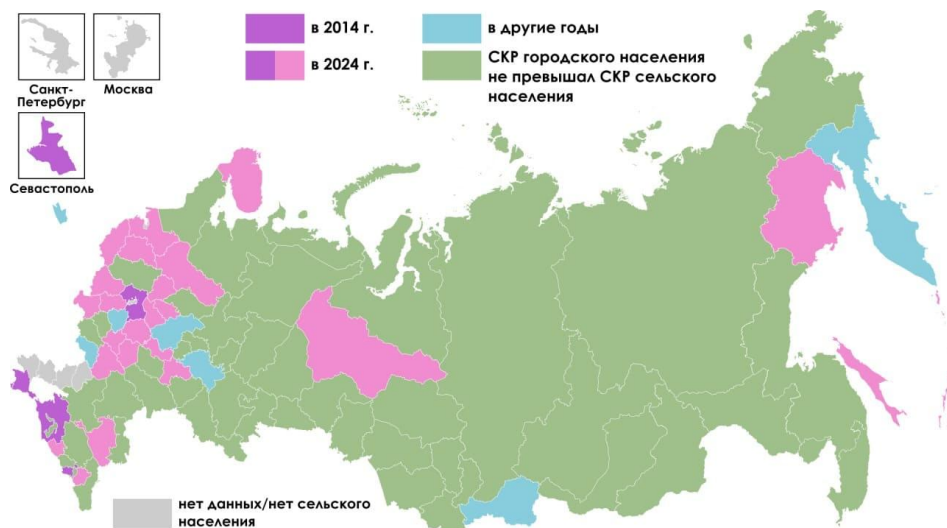 в 2014 г.
в 2024 г.
в другие годы
СКР городского населения
не превышал СКР сельского
населения
Санкт-
Петербург
Москва
Севастополь
нет данных/нет сельского
населения